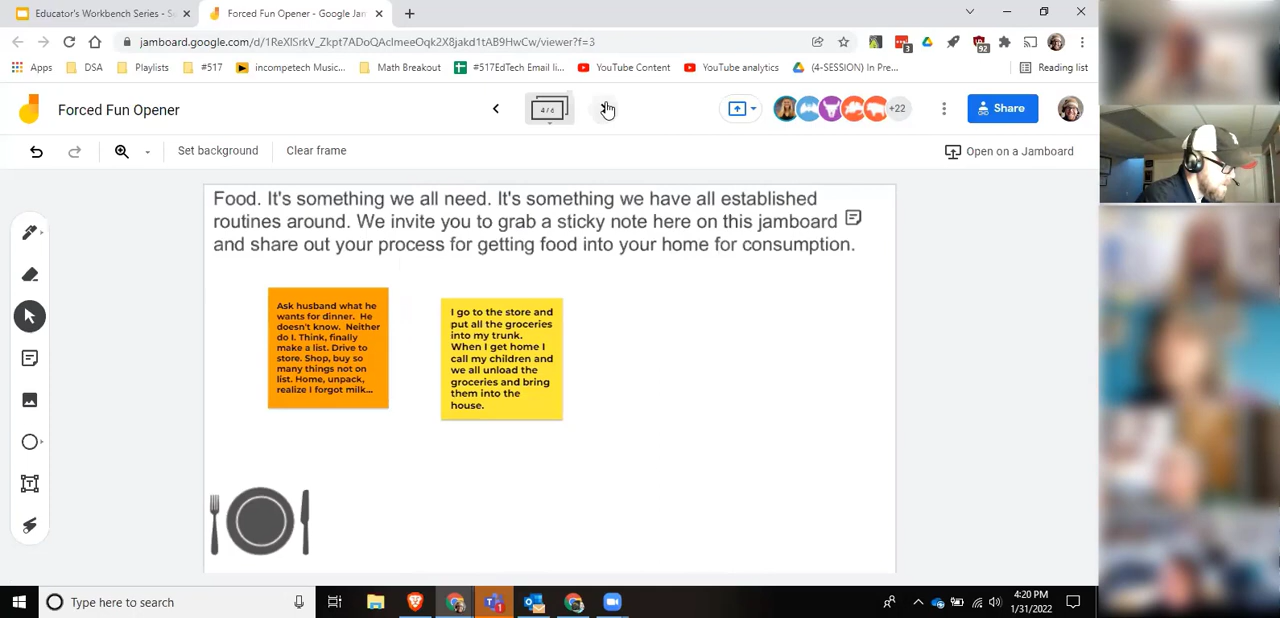 Educator's Workbench Series - S
Forced Fun Opener - Google Jam
jamboard.google.com/d/1ReXlSrkV_Zkpt7ADoQAclmeeOqk2X8jakd1tAB9HwCw/viewer?f=3
3
92
Apps
DSA
Playlists
#517
incompetech Music...
Math Breakout
#517EdTech Email li...
YouTube Content
YouTube analytics
(4-SESSION) In Pre...
Reading list
Forced Fun Opener
4 / 6
+22
Share
Set background
Clear frame
Open on a Jamboard
Food. It's something we all need. It's something we have all established
routines around. We invite you to grab a sticky note here on this jamboard
and share out your process for getting food into your home for consumption.
Ask husband what he
wants for dinner. He
doesn't know. Neither
do I. Think, finally
make a list. Drive to
store. Shop, buy so
many things not on
list. Home, unpack,
realize I forgot milk...
I go to the store and
put all the groceries
into my trunk.
When I get home I
call my children and
we all unload the
groceries and bring
them into the
house.
Type here to search
1
4:20 PM
1/31/2022